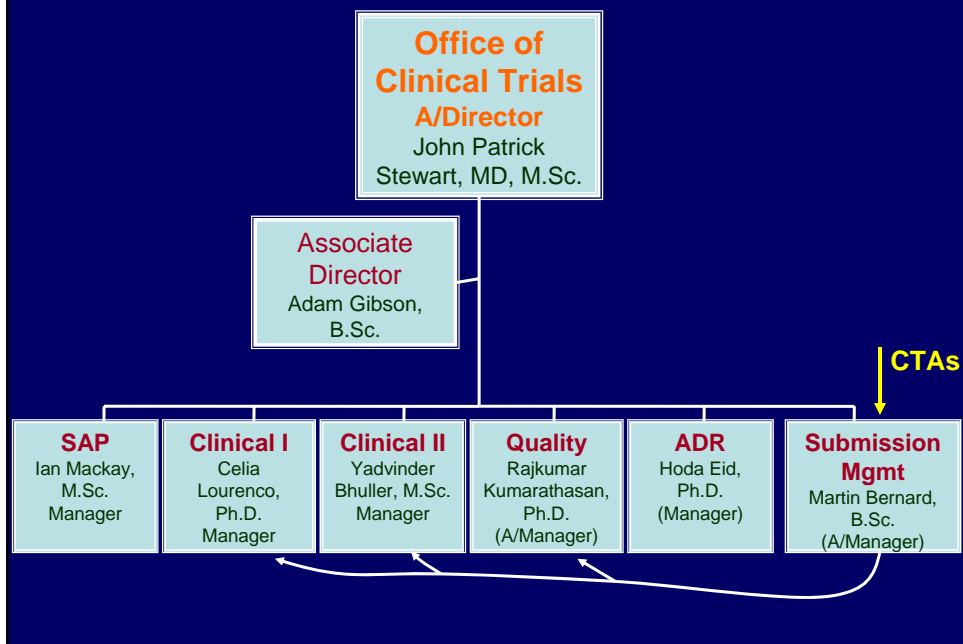 Office of
Clinical Trials
A/Director
John Patrick
Stewart, MD, M.Sc.
Associate
Director
Adam Gibson,
B.Sc.
CTAs
SAP
Ian Mackay,
M.Sc.
Manager
Clinical I
Celia
Lourenco,
Ph.D.
Manager
Clinical II
Yadvinder
Bhuller, M.Sc.
Manager
Quality
Rajkumar
Kumarathasan,
Ph.D.
(A/Manager)
ADR
Hoda Eid,
Ph.D.
(Manager)
Submission
Mgmt
Martin Bernard,
B.Sc.
(A/Manager)